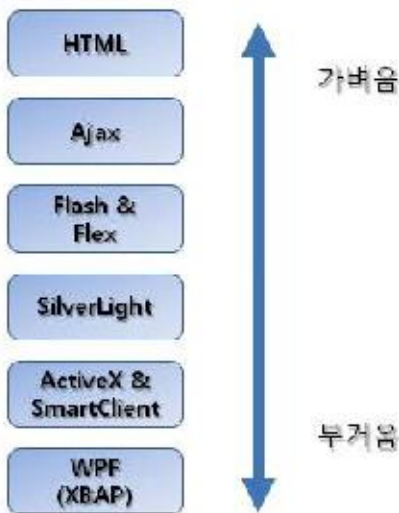 HTML
가벼움
Ajax
Flash &
Flex
SilverLight
ActiveX &
SmartClient
무거움
WPF
(XBAP)